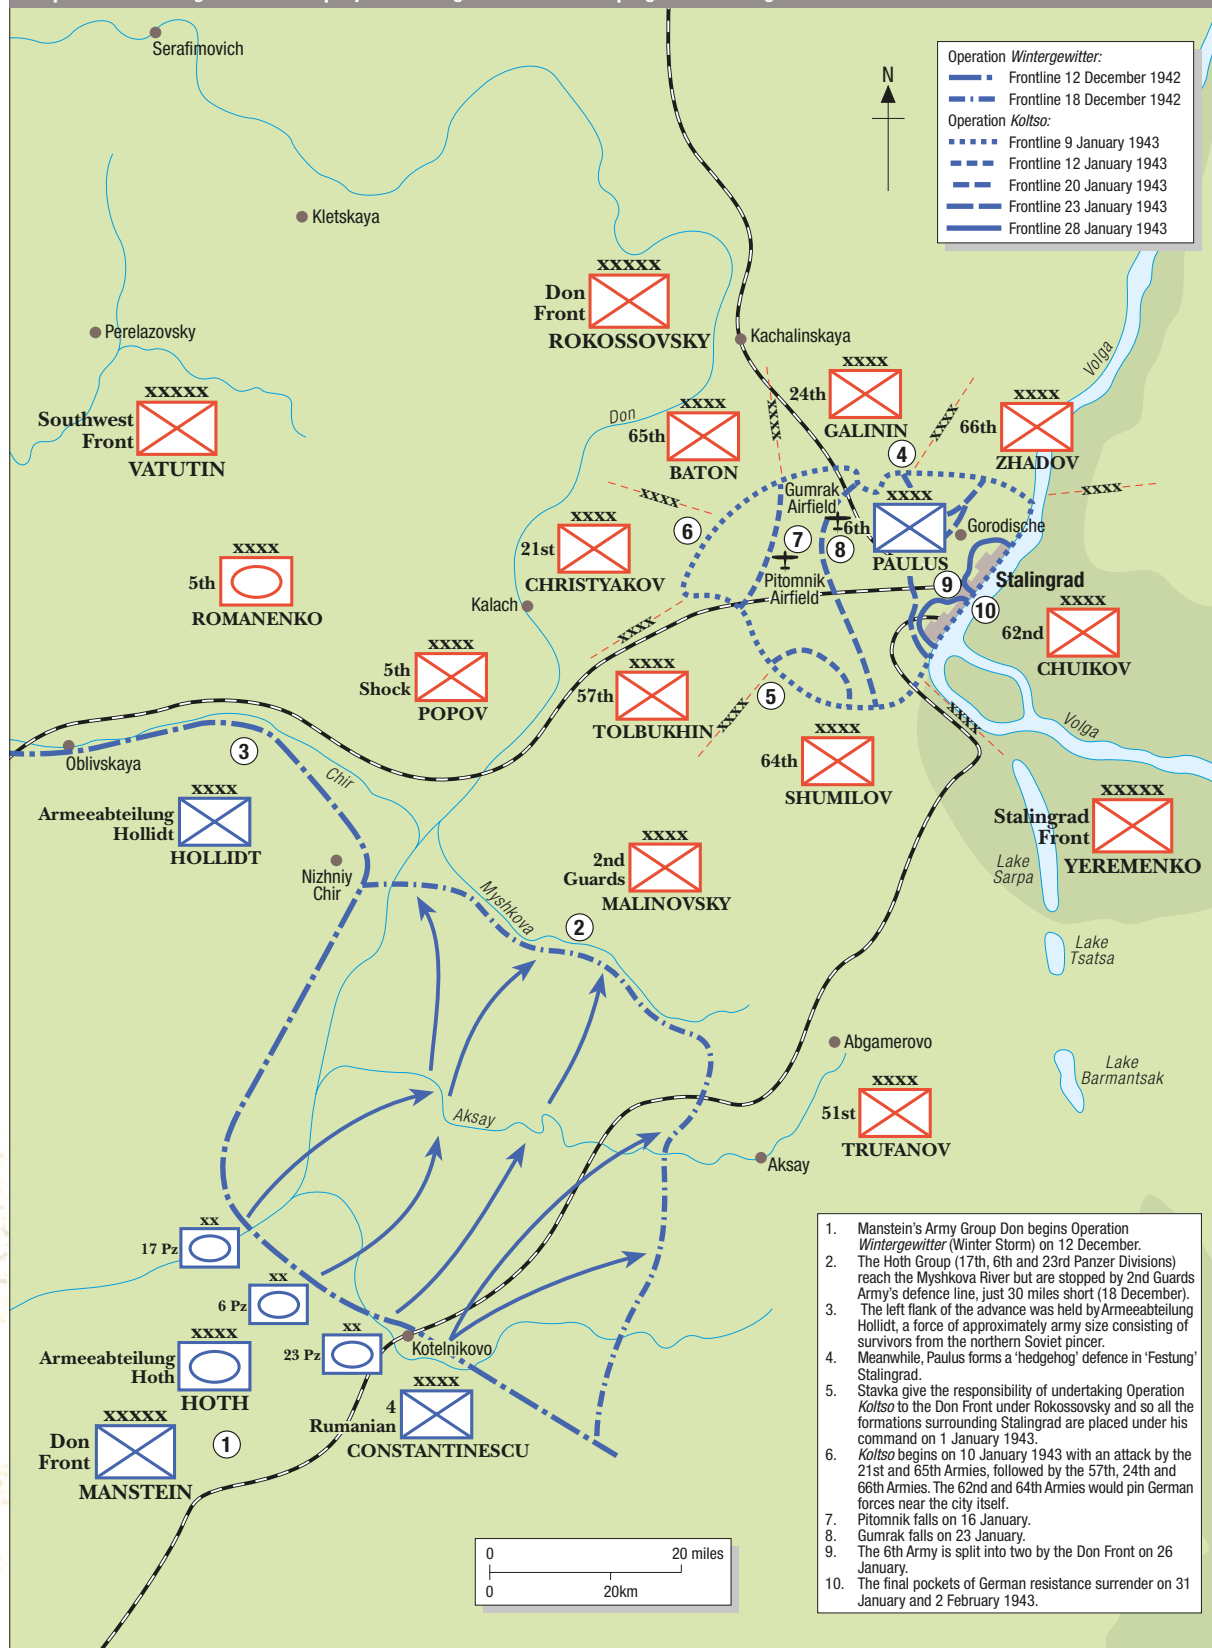 Serafimovich
N
Operation Wintergewitter:
Frontline 12 December 1942
Frontline 18 December 1942
Operation Koltso:
Frontline 9 January 1943
Frontline 12 January 1943
Frontline 20 January 1943
Frontline 23 January 1943
Frontline 28 January 1943
Kletskaya
XXXXX
Don
Front
ROKOSSOVSKY
Perelazovsky
Kachalinskaya
Volga
XXXXX
Southwest
Front
VATUTIN
XXXX
24th
GALININ
XXXX
XXXX
XXXX
66th
ZHADOV
Don
XXXX
65th
BATON
4
XXXX
XXXX
Gumrak
Airfield
XXXX
6th
PAULUS
Gorodische
6
7
8
XXXX
21st
CHRISTYAKOV
XXXX
5th
ROMANENKO
Pitomnik
Airfield
9
Stalingrad
10
Kalach
XXXX
XXXX
62nd
CHUIKOV
XXXX
5th
Shock
POPOV
XXXX
57th
TOLBUKHIN
XXXX
5
XXXX
Volga
3
Oblivskaya
Chir
XXXX
64th
SHUMILOV
XXXX
Armeeabteilung
Hollidt
HOLLIDT
XXXXX
Stalingrad
Front
YEREMENKO
Lake
Sarpa
Nizhniy
Chir
XXXX
2nd
Guards
MALINOVSKY
Myshkova
2
Lake
Tsatsa
Abgamerovo
Lake
Barmantsak
XXXX
51st
TRUFANOV
Aksay
Aksay
XX
17 Pz
XX
6 Pz
XX
23 Pz
Kotelnikovo
XXXX
Armeeabteilung
Hoth
HOTH
XXXX
4
Rumanian
CONSTANTINESCU
XXXXX
Don
Front
MANSTEIN
1
1. Manstein's Army Group Don begins Operation
Wintergewitter (Winter Storm) on 12 December.
2. The Hoth Group (17th, 6th and 23rd Panzer Divisions)
reach the Myshkova River but are stopped by 2nd Guards
Army's defence line, just 30 miles short (18 December).
3. The left flank of the advance was held by Armeeabteilung
Hollidt, a force of approximately army size consisting of
survivors from the northern Soviet pincer.
4. Meanwhile, Paulus forms a 'hedgehog' defence in 'Festung'
Stalingrad.
5. Stavka give the responsibility of undertaking Operation
Koltso to the Don Front under Rokossovsky and so all the
formations surrounding Stalingrad are placed under his
command on 1 January 1943.
6. Koltso begins on 10 January 1943 with an attack by the
21st and 65th Armies, followed by the 57th, 24th and
66th Armies. The 62nd and 64th Armies would pin German
forces near the city itself.
7. Pitomnik falls on 16 January.
8. Gumrak falls on 23 January.
9. The 6th Army is split into two by the Don Front on 26
January.
10. The final pockets of German resistance surrender on 31
January and 2 February 1943.
0 20 miles
0 20km